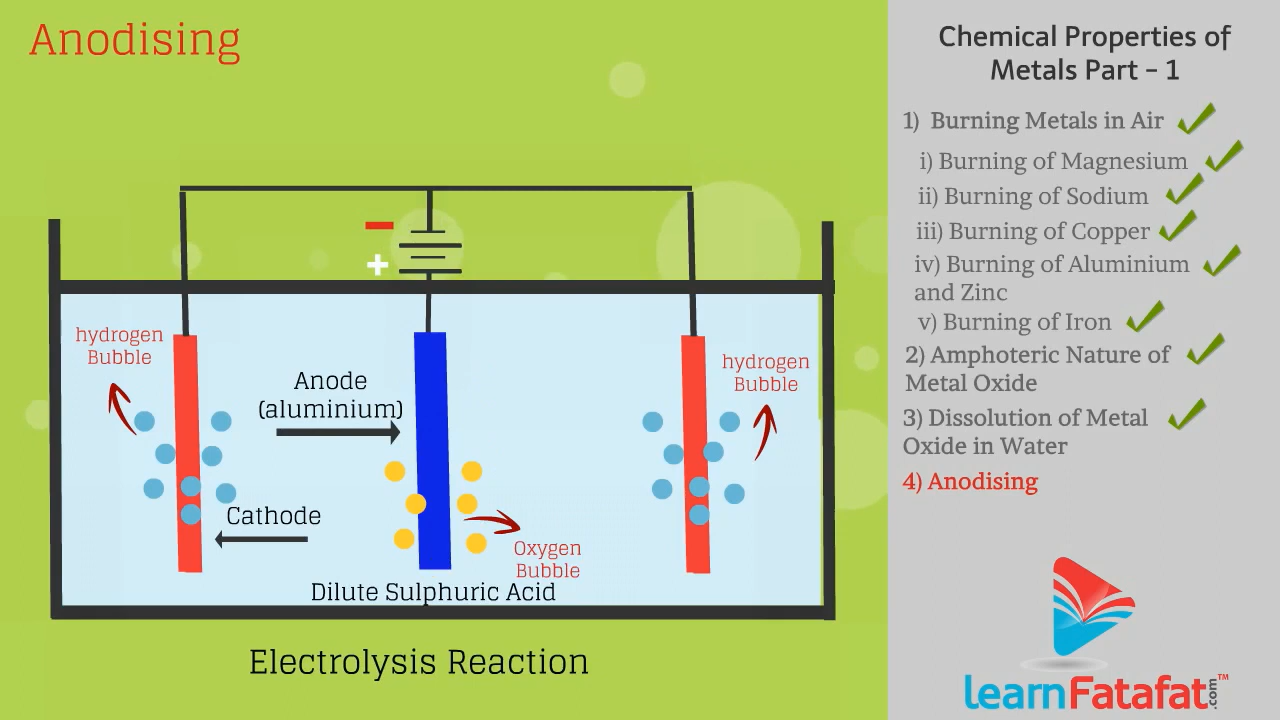 Anodising
−
+
hydrogen
Bubble
Anode
(aluminium)
Cathode
hydrogen
Bubble
Oxygen
Bubble
Dilute Sulphuric Acid
Electrolysis Reaction
Chemical Properties of
Metals Part – 1
1) Burning Metals in Air
i) Burning of Magnesium
ii) Burning of Sodium
iii) Burning of Copper
iv) Burning of Aluminium
and Zinc
v) Burning of Iron
2) Amphoteric Nature of
Metal Oxide
3) Dissolution of Metal
Oxide in Water
4) Anodising
learnFatafat.com™